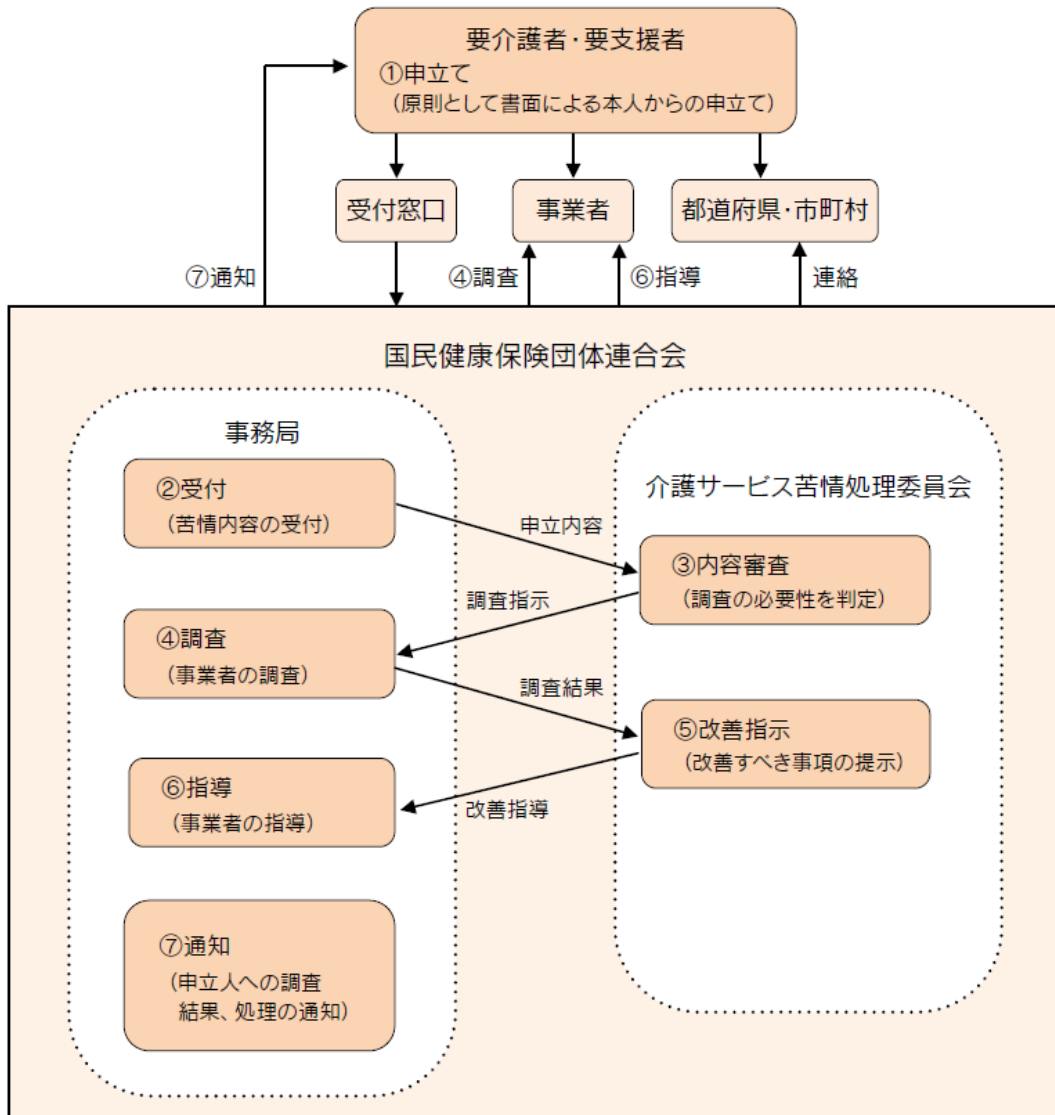 要介護者・要支援者
①申立て
(原則として書面による本人からの申立て)
受付窓口
事業者
都道府県・市町村
⑦通知
④調査
⑥指導
連絡
国民健康保険団体連合会
事務局
②受付
(苦情内容の受付)
申立内容
介護サービス苦情処理委員会
③内容審査
(調査の必要性を判定)
調査指示
④調査
(事業者の調査)
調査結果
⑤改善指示
(改善すべき事項の提示)
改善指導
⑥指導
(事業者の指導)
⑦通知
(申立人への調査
結果、処理の通知)